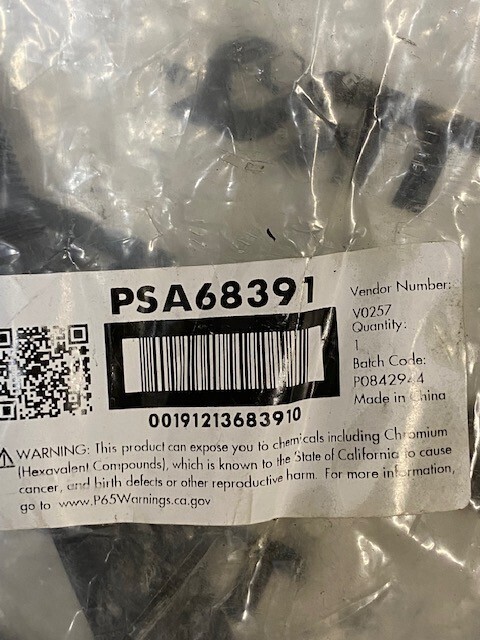 PSA68391
Vendor Number:
V0257
Quantity:
1
Batch Code:
P0842944
Made in China
00191213683910
WARNING: This product can expose you to chemicals including Chromium
(Hexavalent Compounds), which is known to the State of California to cause
cancer, and birth defects or other reproductive harm. For more information,
go to www.P65Warnings.ca.gov